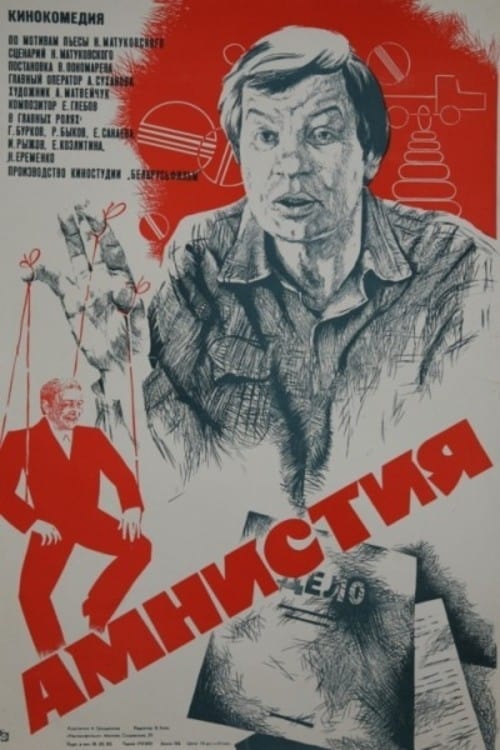 КИНОКОМЕДИЯ
ПО МОТИВАМ ПЬЕСЫ Н. МАТУКОВСКОГО
СЦЕНАРИЙ Н. МАТУКОВСКОГО
ПОСТАНОВКА В. ПОНОМАРЕВА
ГЛАВНЫЙ ОПЕРАТОР А. СУХАНОВА
ХУДОЖНИК А. МАТВЕЙЧУК
КОМПОЗИТОР Е. ГЛЕБОВ
В ГЛАВНЫХ РОЛЯХ:
Г. БУРКОВ, Р. БЫКОВ, Е. САНАЕВА,
И. РЫЖОВ, Е. КОЗЛИТИНА,
Н. ЕРЕМЕНКО
ПРОИЗВОДСТВО КИНОСТУДИИ "БЕЛАРУСЬФИЛЬМ"
АМНИСТИЯ
ДЕЛО